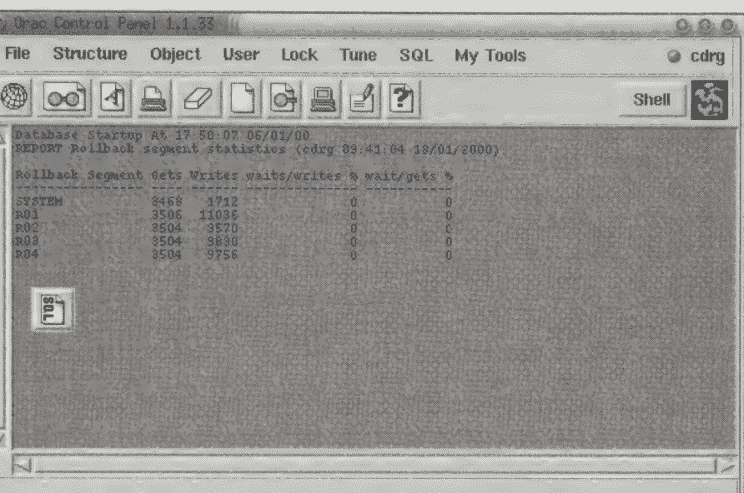 Orac Control Panel 1.1.33
File Structure Object User Lock Tune SQL My Tools cdrg
Shell
Database Startup At 17:50:07 06/01/00
REPORT Rollback segment statistics (cdrg 09:41:04 18/01/2000)
Rollback Segment Gets Writes waits/writes % wait/gets %
SYSTEM 3468 1712 0 0
R01 3506 11036 0 0
R02 3504 0 0
R03 3504 9830 0 0
R04 3504 9756 0 0
SQL